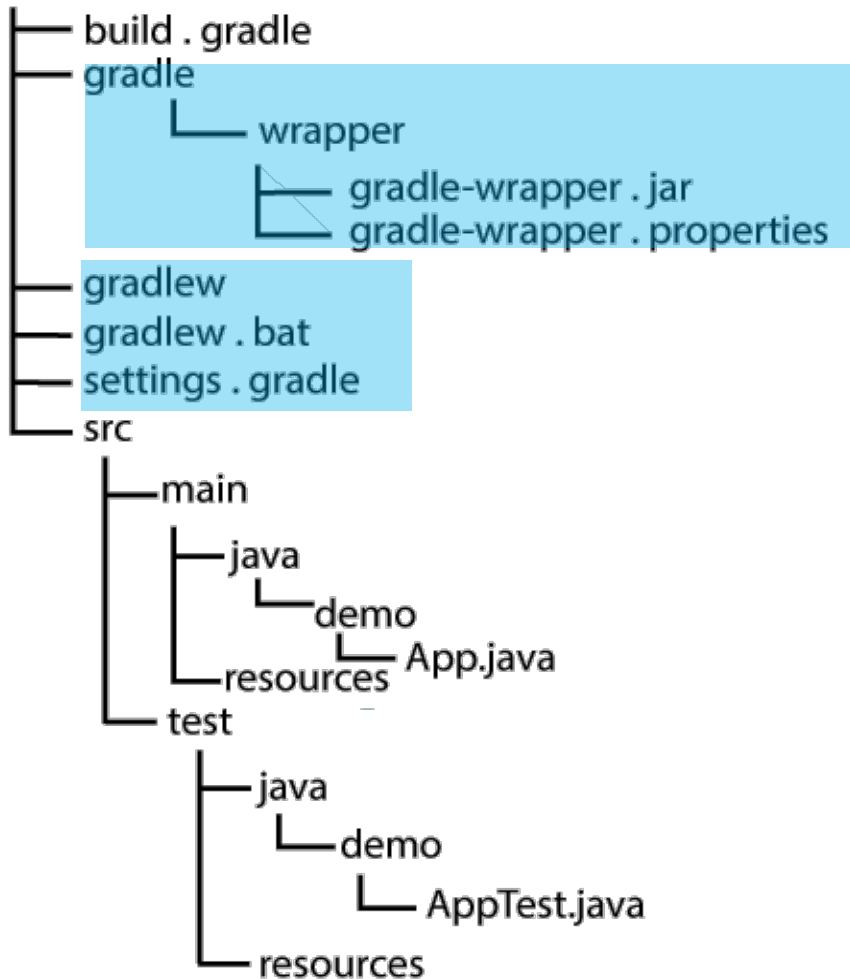 build . gradle
gradle
wrapper
gradle-wrapper . jar
gradle-wrapper . properties
gradlew
gradlew . bat
settings . gradle
src
main
java
demo
App.java
resources
test
java
demo
AppTest.java
resources